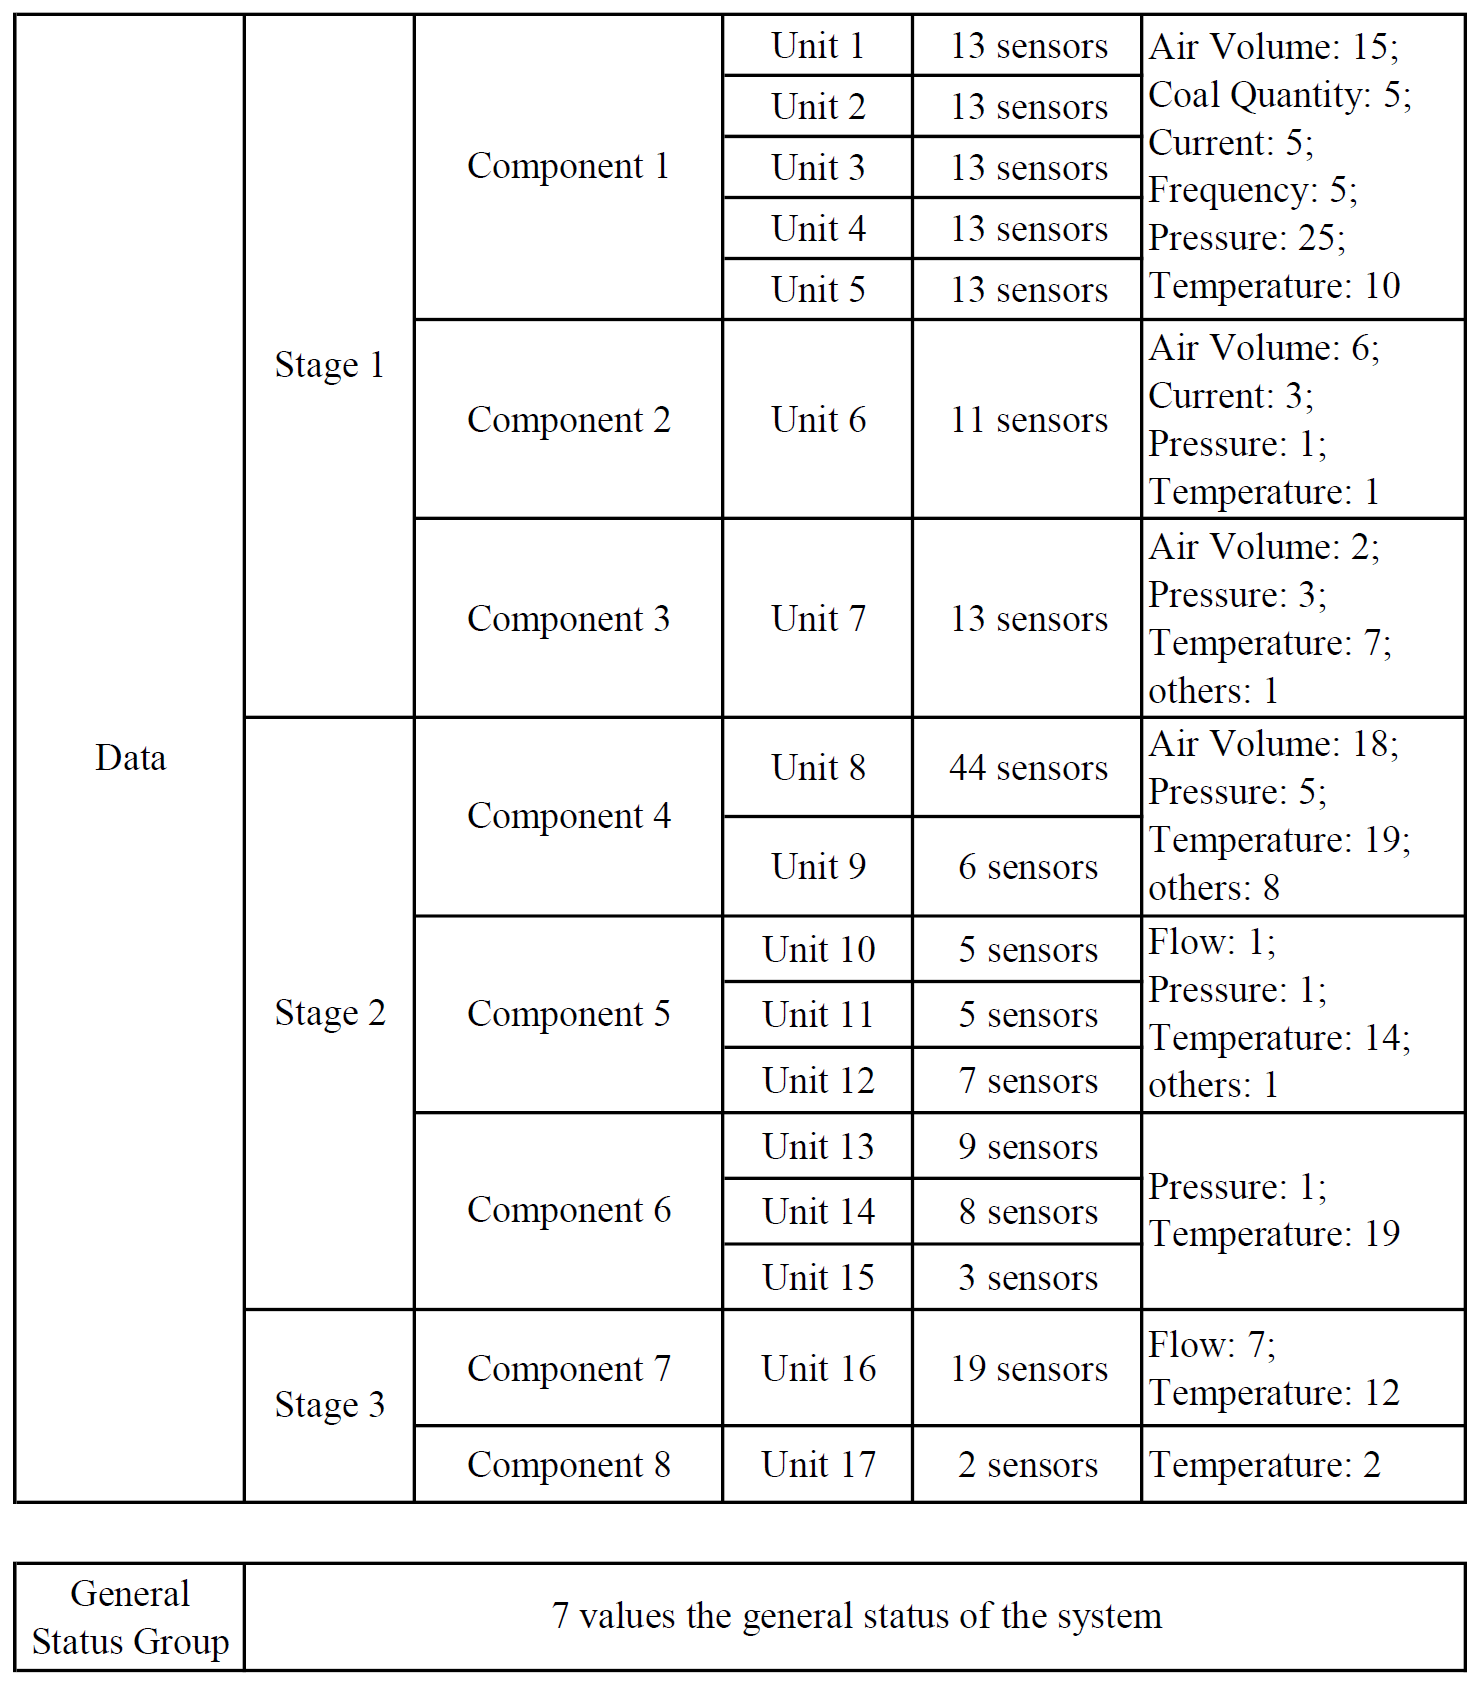 Data
Stage 1
Component 1
Unit 1
13 sensors
Unit 2
13 sensors
Unit 3
13 sensors
Unit 4
13 sensors
Unit 5
13 sensors
Air Volume: 15;
Coal Quantity: 5;
Current: 5;
Frequency: 5;
Pressure: 25;
Temperature: 10
Component 2
Unit 6
11 sensors
Air Volume: 6;
Current: 3;
Pressure: 1;
Temperature: 1
Component 3
Unit 7
13 sensors
Air Volume: 2;
Pressure: 3;
Temperature: 7;
others: 1
Stage 2
Component 4
Unit 8
44 sensors
Unit 9
6 sensors
Air Volume: 18;
Pressure: 5;
Temperature: 19;
others: 8
Component 5
Unit 10
5 sensors
Unit 11
5 sensors
Unit 12
7 sensors
Flow: 1;
Pressure: 1;
Temperature: 14;
others: 1
Component 6
Unit 13
9 sensors
Unit 14
8 sensors
Unit 15
3 sensors
Pressure: 1;
Temperature: 19
Stage 3
Component 7
Unit 16
19 sensors
Flow: 7;
Temperature: 12
Component 8
Unit 17
2 sensors
Temperature: 2
General
Status Group
7 values the general status of the system